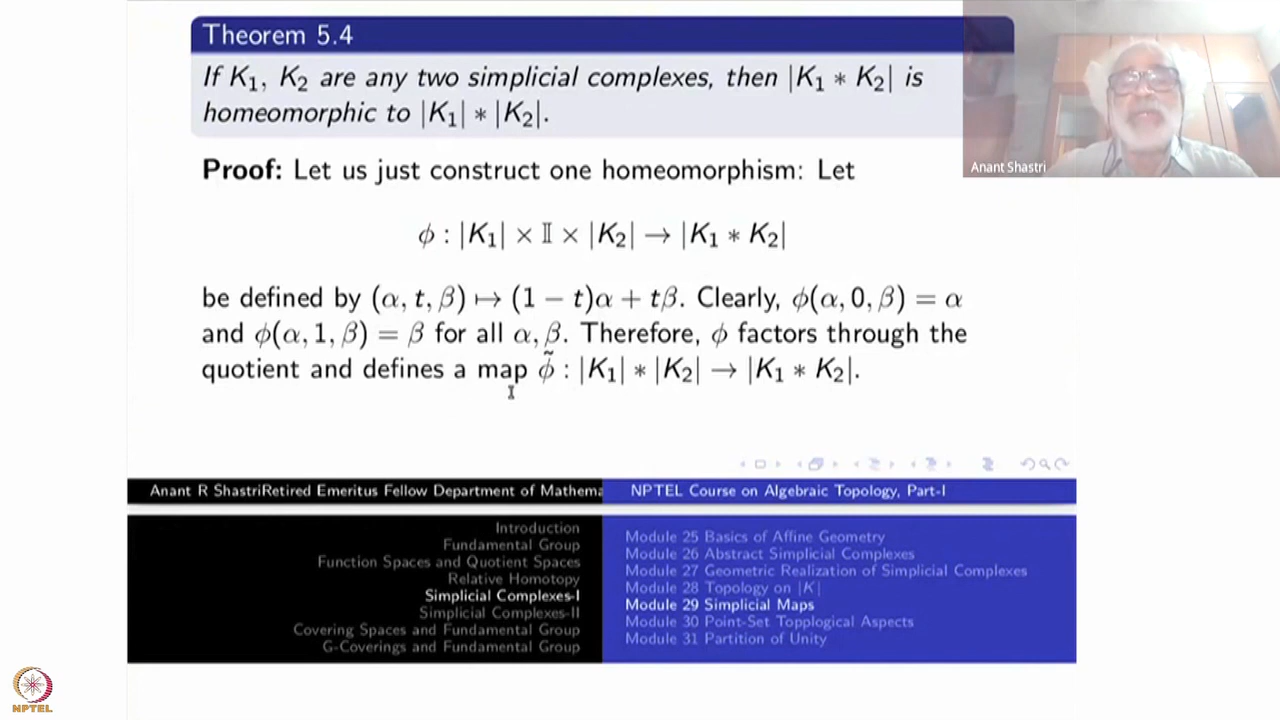 Theorem 5.4
If K₁, K₂ are any two simplicial complexes, then |K₁ ∗ K₂| is
homeomorphic to |K₁| ∗ |K₂|.
Anant Shastri
Proof: Let us just construct one homeomorphism: Let
ϕ : |K₁| × 𝕀 × |K₂| → |K₁ ∗ K₂|
be defined by (α, t, β) ↦ (1 − t)α + tβ. Clearly, ϕ(α, 0, β) = α
and ϕ(α, 1, β) = β for all α, β. Therefore, ϕ factors through the
quotient and defines a map ϕ̃ : |K₁| ∗ |K₂| → |K₁ ∗ K₂|.
Anant R ShastriRetired Emeritus Fellow Department of Mathema
NPTEL Course on Algebraic Topology, Part-I
Introduction
Fundamental Group
Function Spaces and Quotient Spaces
Relative Homotopy
Simplicial Complexes-I
Simplicial Complexes-II
Covering Spaces and Fundamental Group
G-Coverings and Fundamental Group
Module 25 Basics of Affine Geometry
Module 26 Abstract Simplicial Complexes
Module 27 Geometric Realization of Simplicial Complexes
Module 28 Topology on |K|
Module 29 Simplicial Maps
Module 30 Point-Set Topplogical Aspects
Module 31 Partition of Unity
NPTEL